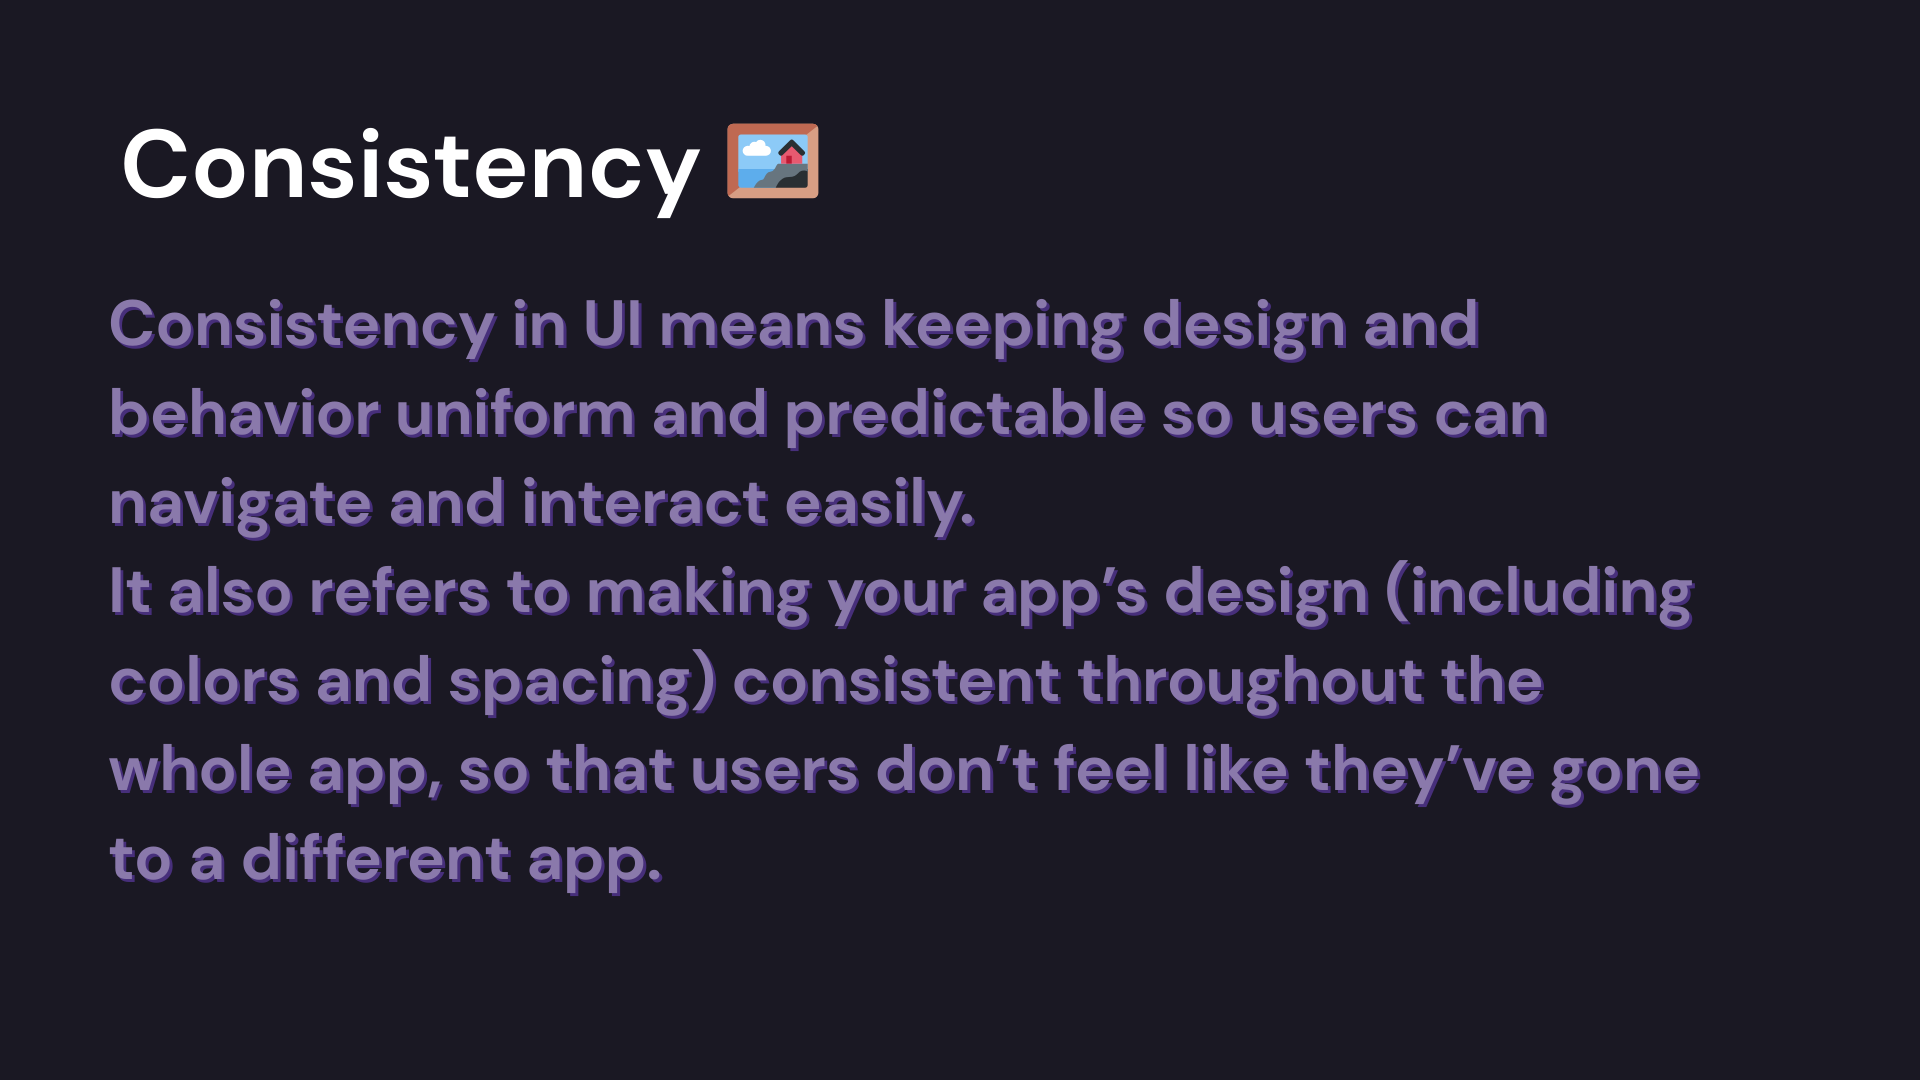 Consistency 🖼️
Consistency in UI means keeping design and
behavior uniform and predictable so users can
navigate and interact easily.
It also refers to making your app’s design (including
colors and spacing) consistent throughout the
whole app, so that users don’t feel like they’ve gone
to a different app.